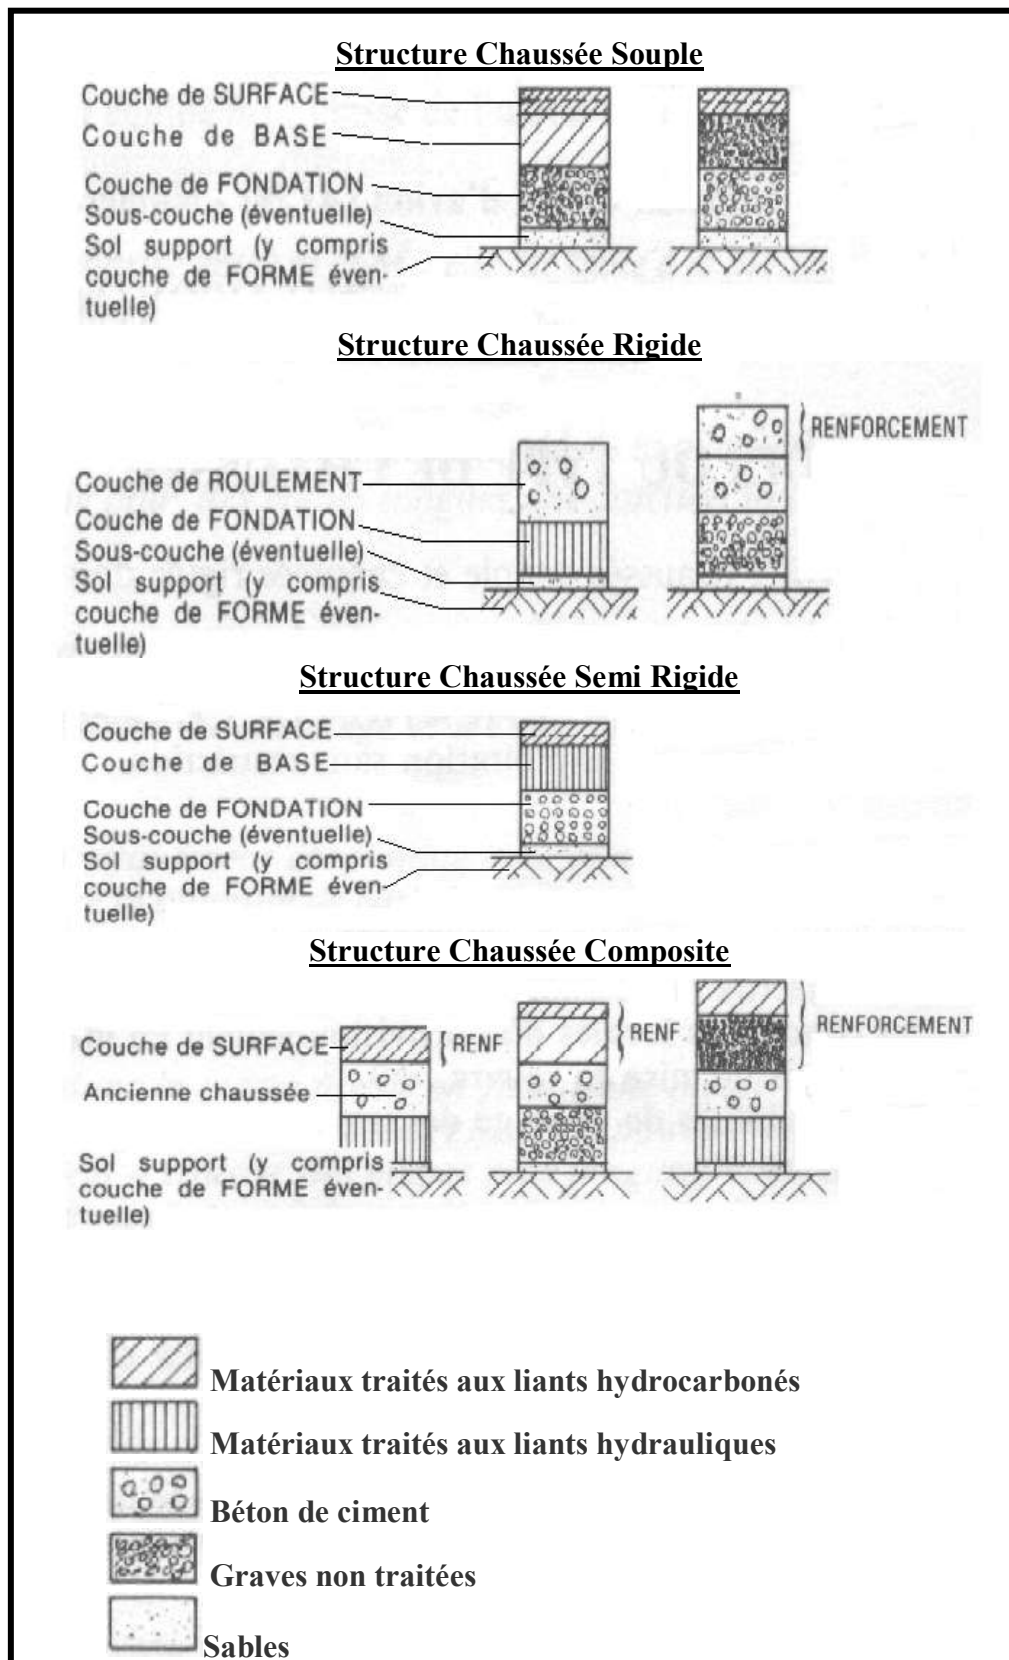 Structure Chaussée Souple
Couche de SURFACE
Couche de BASE
Couche de FONDATION
Sous-couche (éventuelle)
Sol support (y compris
couche de FORME éven-
tuelle)
Structure Chaussée Rigide
RENFORCEMENT
Couche de ROULEMENT
Couche de FONDATION
Sous-couche (éventuelle)
Sol support (y compris
couche de FORME éven-
tuelle)
Structure Chaussée Semi Rigide
Couche de SURFACE
Couche de BASE
Couche de FONDATION
Sous-couche (éventuelle)
Sol support (y compris
couche de FORME éven-
tuelle)
Structure Chaussée Composite
Couche de SURFACE
RENF
RENF.
RENFORCEMENT
Ancienne chaussée
Sol support (y compris
couche de FORME éven-
tuelle)
Matériaux traités aux liants hydrocarbonés
Matériaux traités aux liants hydrauliques
Béton de ciment
Graves non traitées
Sables